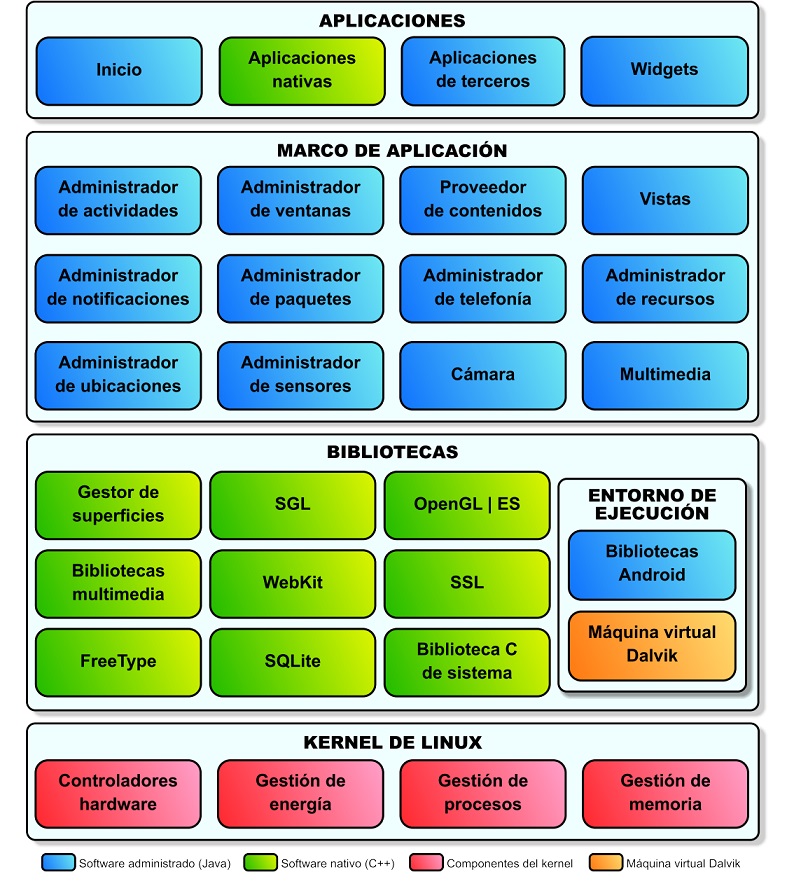 APLICACIONES
Inicio
Aplicaciones
nativas
Aplicaciones
de terceros
Widgets
MARCO DE APLICACIÓN
Administrador
de actividades
Administrador
de ventanas
Proveedor
de contenidos
Vistas
Administrador
de notificaciones
Administrador
de paquetes
Administrador
de telefonía
Administrador
de recursos
Administrador
de ubicaciones
Administrador
de sensores
Cámara
Multimedia
BIBLIOTECAS
Gestor de
superficies
SGL
OpenGL | ES
Bibliotecas
multimedia
WebKit
SSL
FreeType
SQLite
Biblioteca C
de sistema
ENTORNO DE
EJECUCIÓN
Bibliotecas
Android
Máquina virtual
Dalvik
KERNEL DE LINUX
Controladores
hardware
Gestión de
energía
Gestión de
procesos
Gestión de
memoria
Software administrado (Java)
Software nativo (C++)
Componentes del kernel
Máquina virtual Dalvik